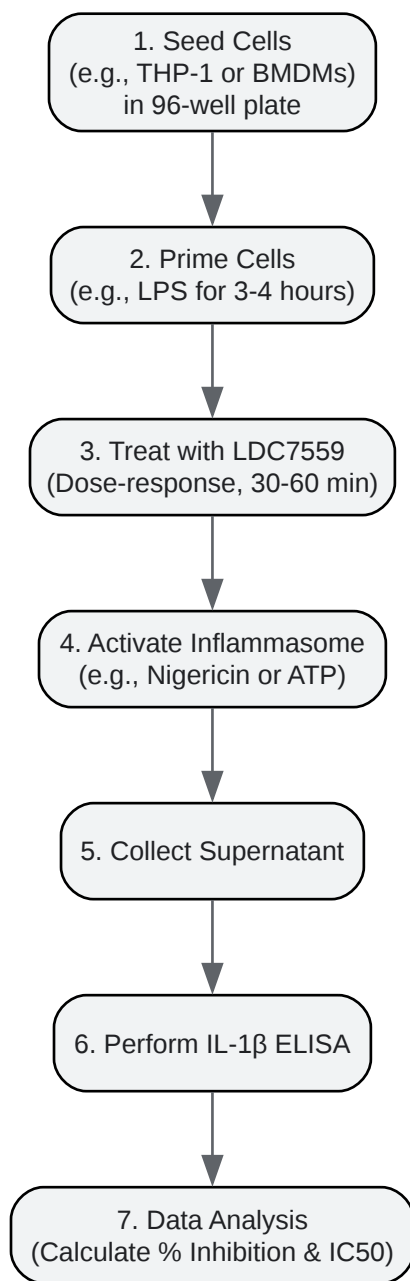 1. Seed Cells
(e.g., THP-1 or BMDMs)
in 96-well plate
2. Prime Cells
(e.g., LPS for 3-4 hours)
3. Treat with LDC7559
(Dose-response, 30-60 min)
4. Activate Inflammasome
(e.g., Nigericin or ATP)
5. Collect Supernatant
6. Perform IL-1β ELISA
7. Data Analysis
(Calculate % Inhibition & IC50)